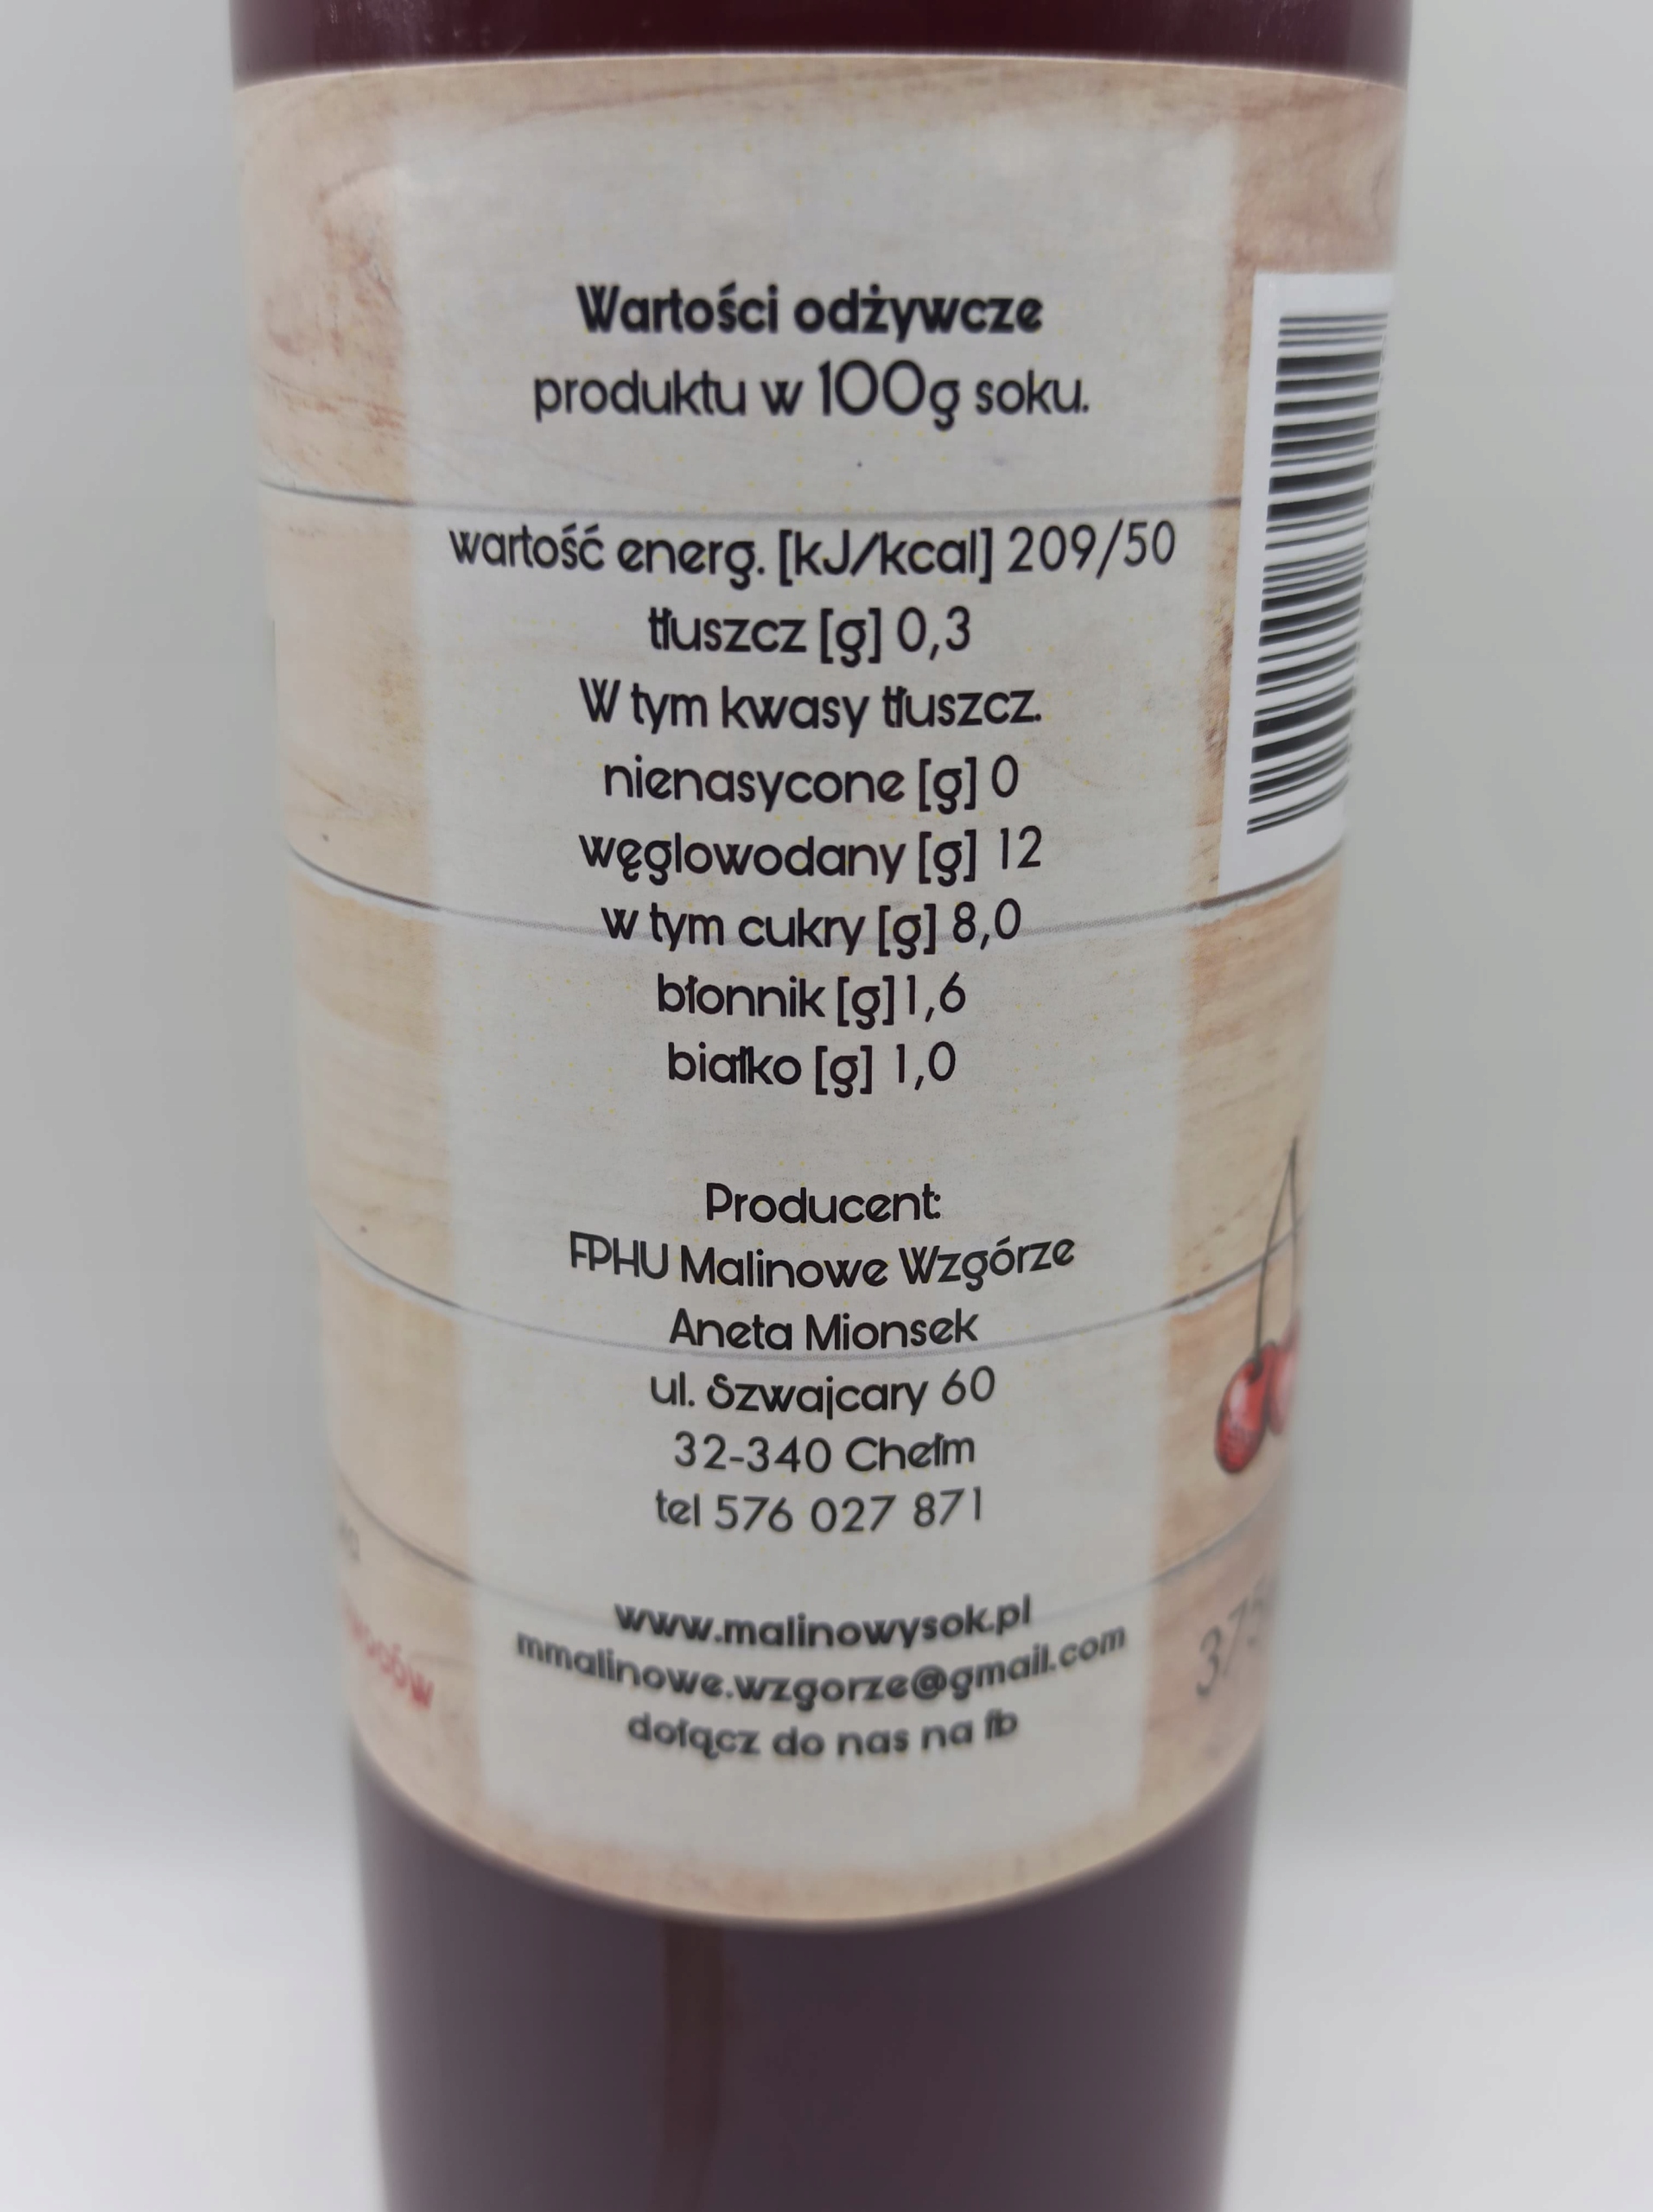 Wartości odżywcze
produktu w 100g soku.
wartość energ. [kJ/kcal] 209/50
tłuszcz [g] 0,3
W tym kwasy tłuszcz.
nienasycone [g] 0
węglowodany [g] 12
w tym cukry [g] 8,0
błonnik [g]1,6
białko [g] 1,0
Producent:
FPHU Malinowe Wzgórze
Aneta Mionsek
ul. Szwajcary 60
32-340 Chełm
tel 576 027 871
www.malinowysok.pl
mmalinowe.wzgorze@gmail.com
dołącz do nas na fb